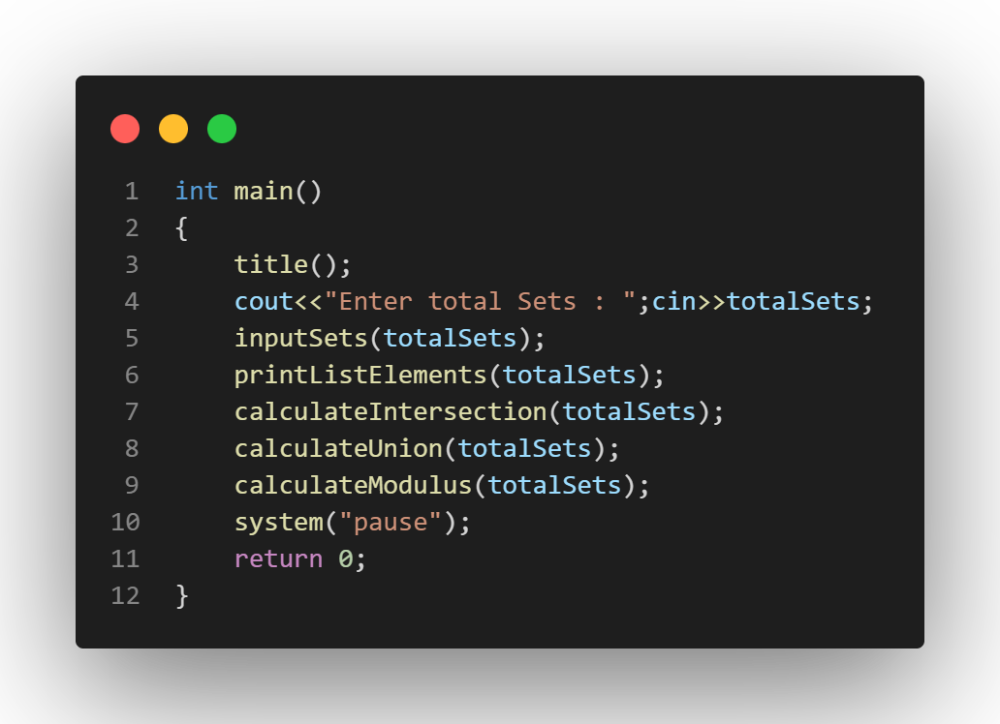 1 int main()
2 {
3     title();
4     cout<<"Enter total Sets : ";cin>>totalSets;
5     inputSets(totalSets);
6     printListElements(totalSets);
7     calculateIntersection(totalSets);
8     calculateUnion(totalSets);
9     calculateModulus(totalSets);
10     system("pause");
11     return 0;
12 }